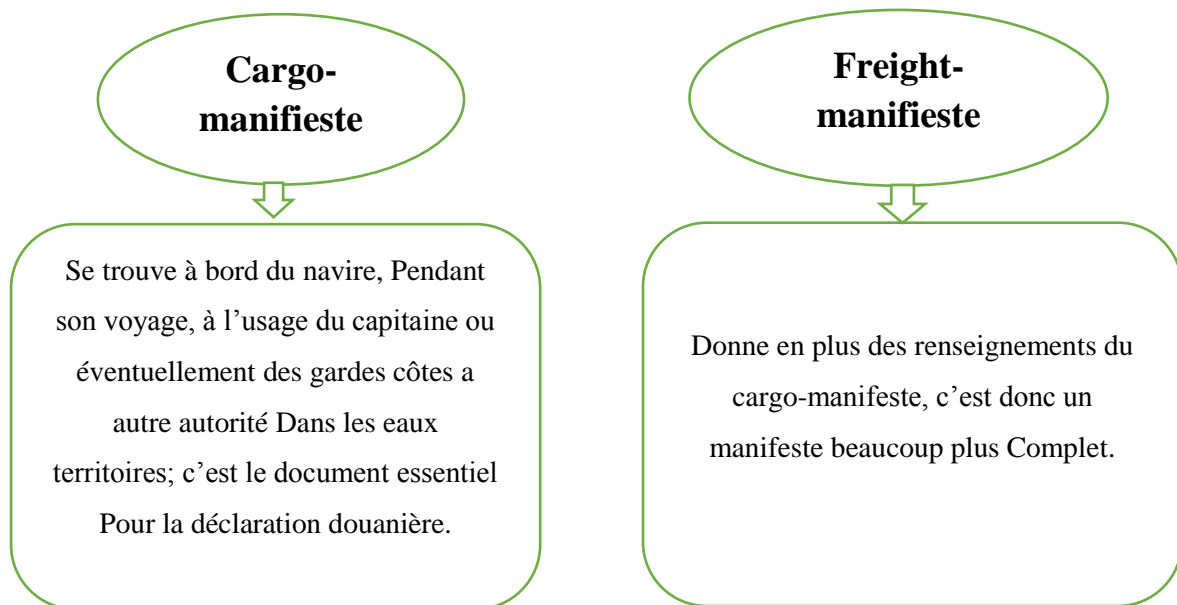 Cargo-
manifieste
Se trouve à bord du navire, Pendant
son voyage, à l’usage du capitaine ou
éventuellement des gardes côtes a
autre autorité Dans les eaux
territoires; c’est le document essentiel
Pour la déclaration douanière.
Freight-
manifieste
Donne en plus des renseignements du
cargo-manifeste, c’est donc un
manifeste beaucoup plus Complet.